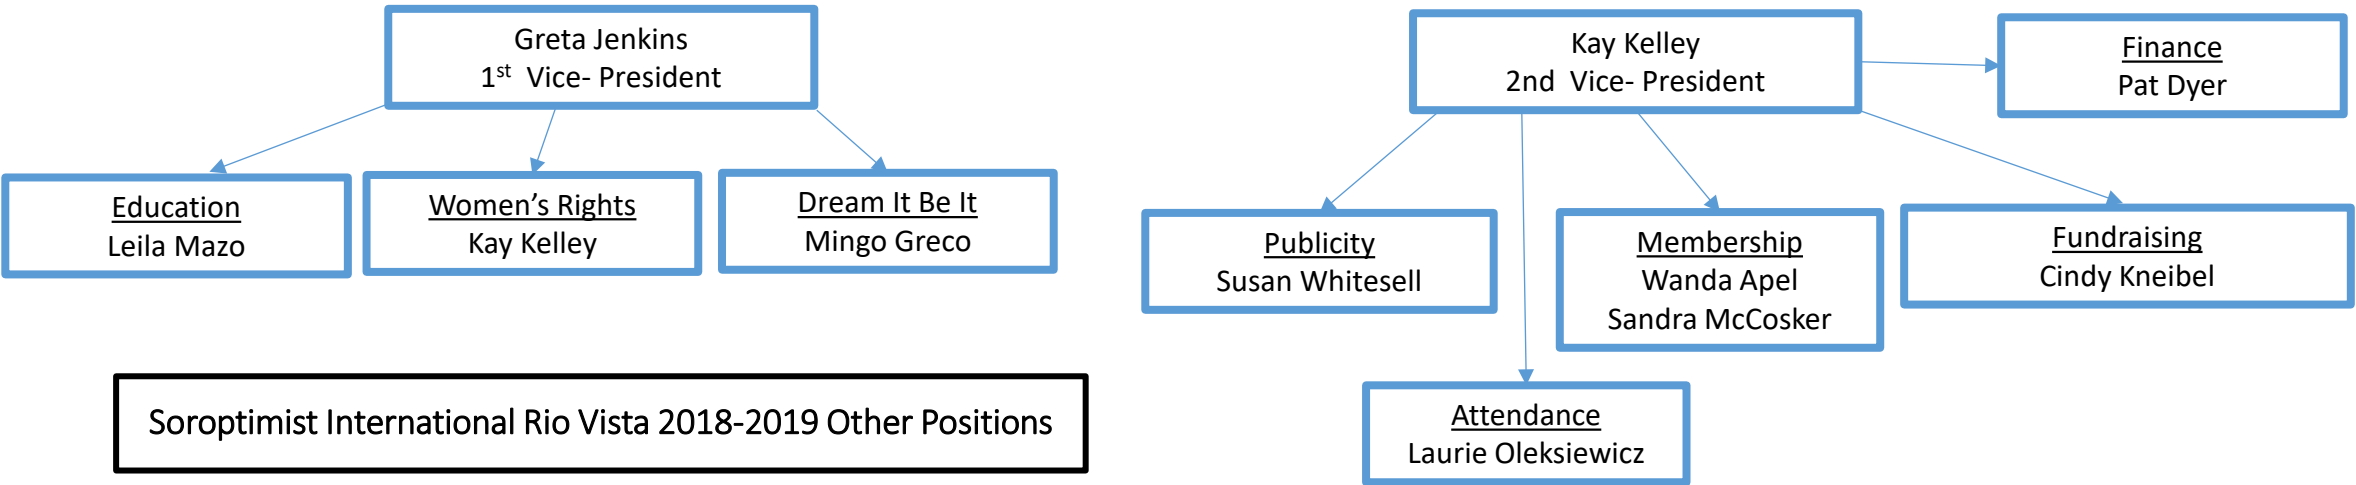 Greta Jenkins
1st Vice- President
Education
Leila Mazo
Women’s Rights
Kay Kelley
Dream It Be It
Mingo Greco
Kay Kelley
2nd Vice- President
Finance
Pat Dyer
Publicity
Susan Whitesell
Membership
Wanda Apel
Sandra McCosker
Fundraising
Cindy Kneibel
Attendance
Laurie Oleksiewicz
Soroptimist International Rio Vista 2018-2019 Other Positions